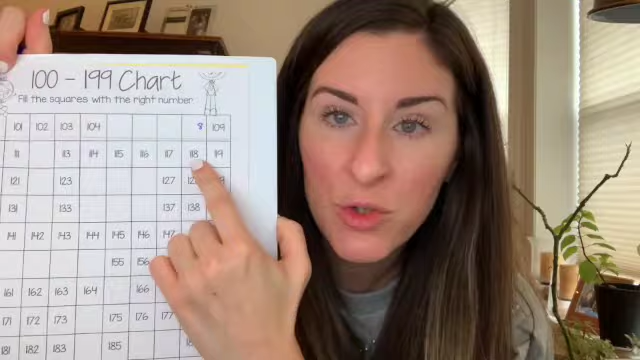 100 - 199 Chart
Fill the squares with the right number
101 102 103 104 8 109
111 113 114 115 116 117 118 119
121 123 127
131 133 137 138
141 142 143 144 145 146 147
155 156
161 162 163 164 166
171 172 173 175 176 177
181 182 183 185